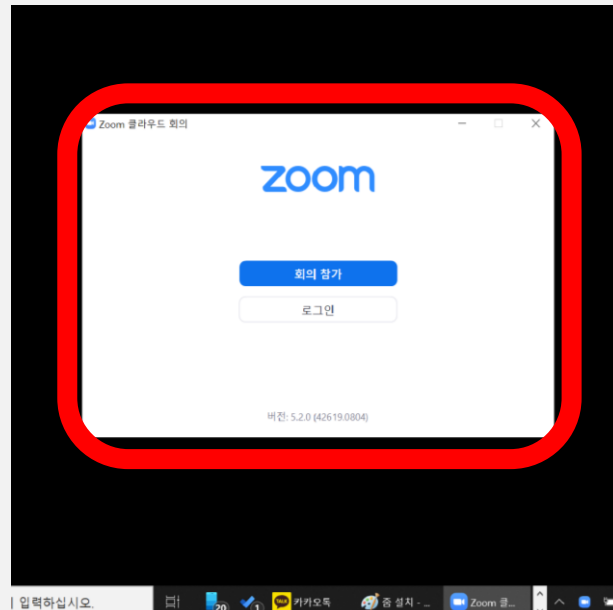 Zoom 클라우드 회의
zoom
회의 참가
로그인
버전: 5.2.0 (42619.0804)
입력하십시오. 20 1 TALK 카카오톡 줌 설치 - ... Zoom 클...